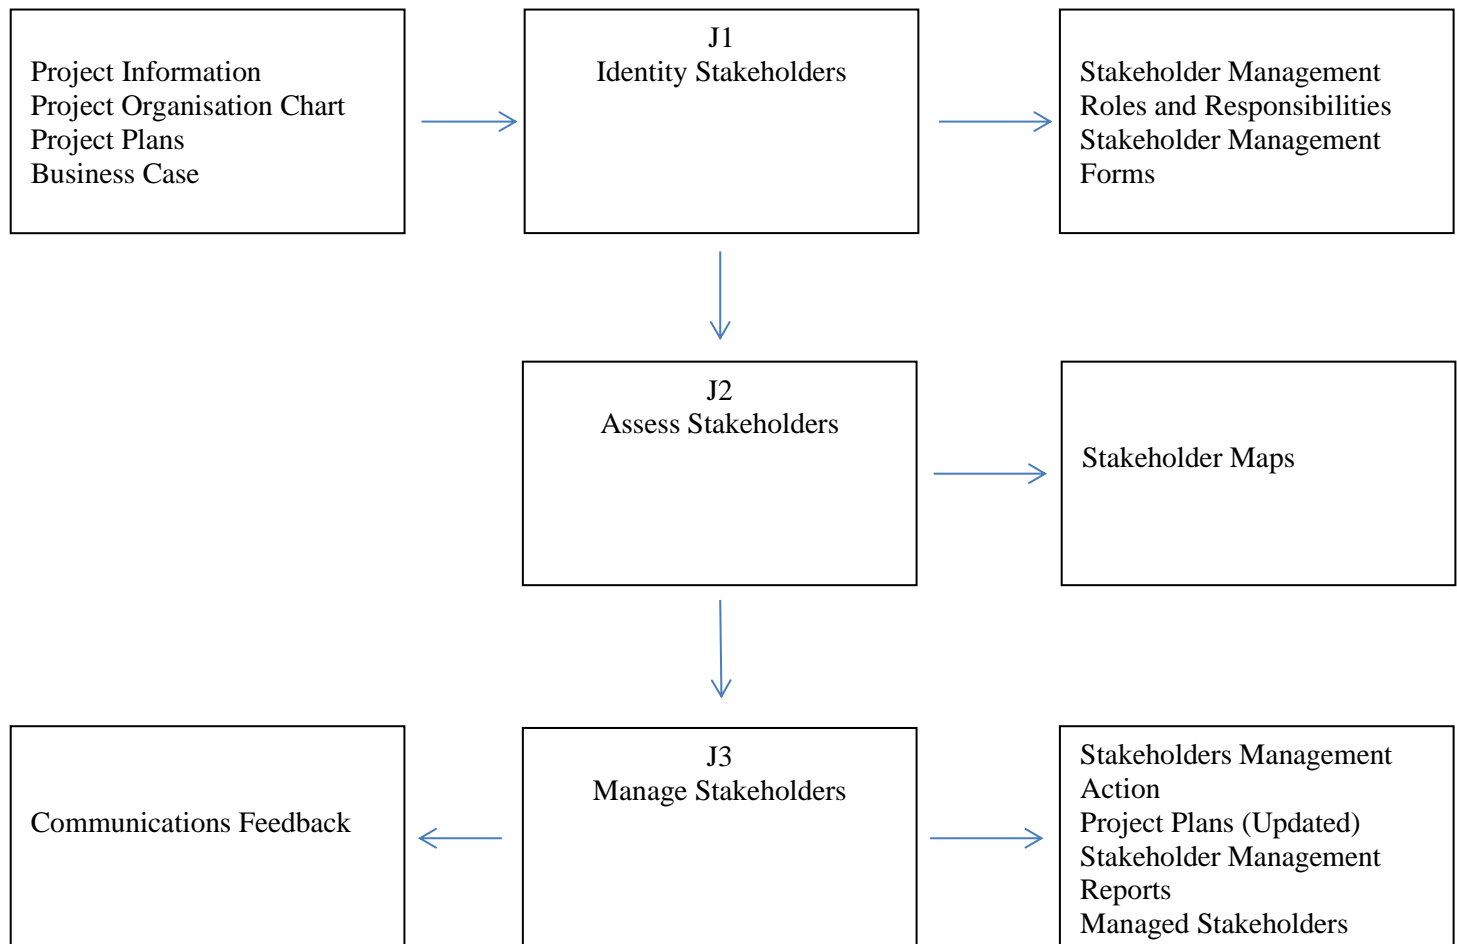 Project Information
Project Organisation Chart
Project Plans
Business Case
J1
Identity Stakeholders
Stakeholder Management
Roles and Responsibilities
Stakeholder Management
Forms
J2
Assess Stakeholders
Stakeholder Maps
Communications Feedback
J3
Manage Stakeholders
Stakeholders Management
Action
Project Plans (Updated)
Stakeholder Management
Reports
Managed Stakeholders